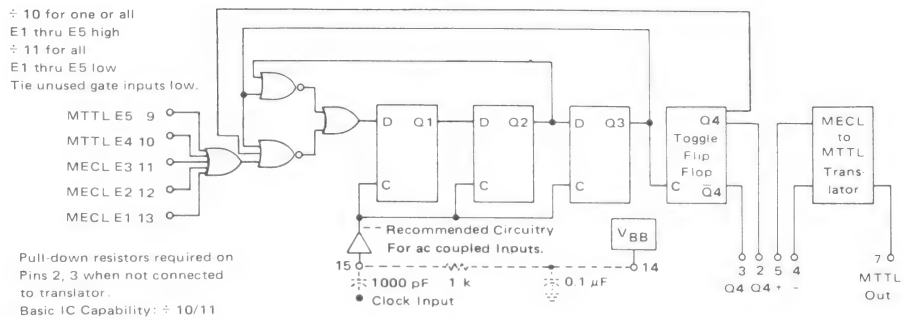 ÷ 10 for one or all
E1 thru E5 high
÷ 11 for all
E1 thru E5 low
Tie unused gate inputs low.
MTTL E5 9
MTTL E4 10
MECL E3 11
MECL E2 12
MECL E1 13
D Q1
C
D Q2
C
D Q3
C
Q4
Toggle
Flip
Flop
C Q̄4
MECL
to
MTTL
Trans-
lator
Recommended Circuitry
For ac coupled Inputs.
VBB
15
14
1000 pF
1 k
0.1 μF
Clock Input
3 2 5 4
Q4 Q4 + -
7
MTTL
Out
Pull-down resistors required on
Pins 2, 3 when not connected
to translator.
Basic IC Capability: ÷ 10/11